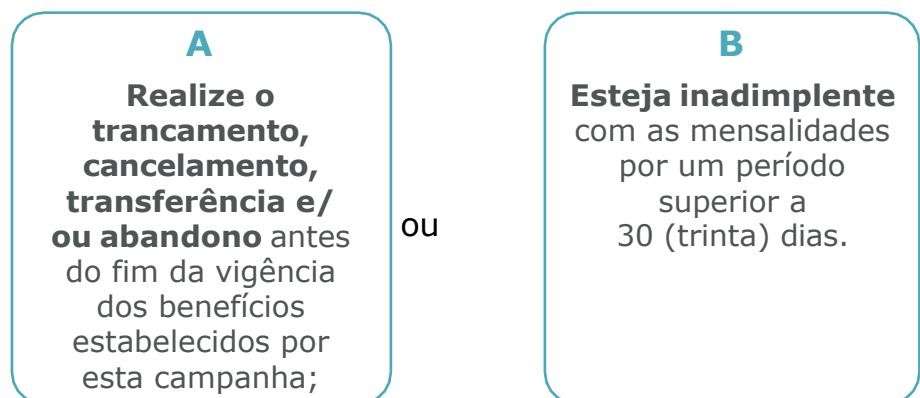 A
Realize o
trancamento,
cancelamento,
transferência e/
ou abandono antes
do fim da vigência
dos benefícios
estabelecidos por
esta campanha;
ou
B
Esteja inadimplente
com as mensalidades
por um período
superior a
30 (trinta) dias.